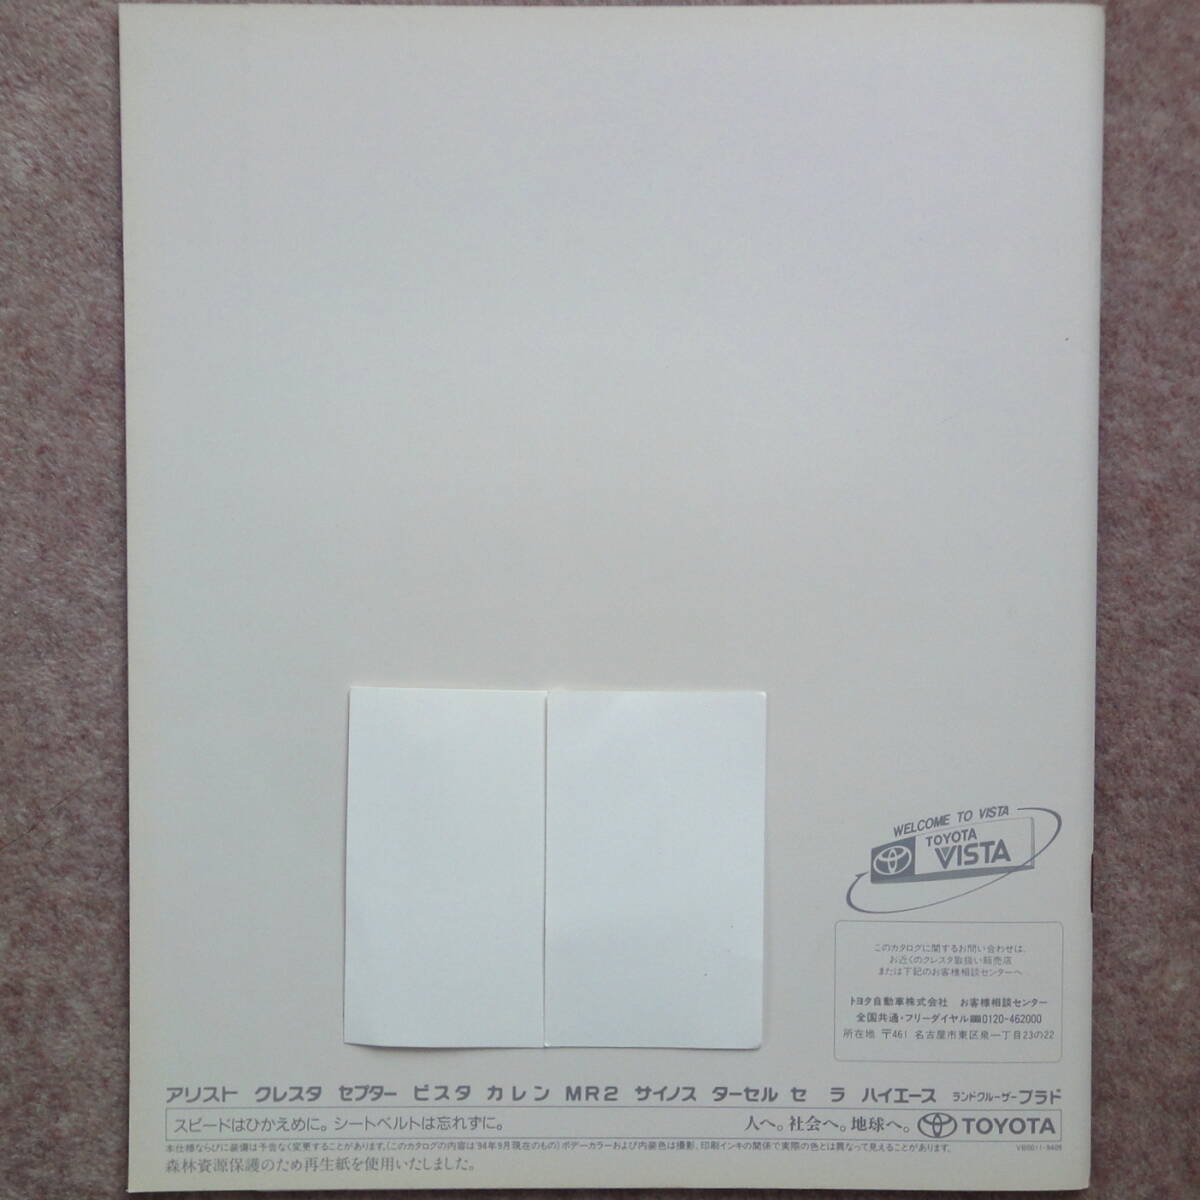 WELCOME TO VISTA
TOYOTA
VISTA
このカタログに関するお問い合わせは、
お近くのクレスタ取扱い販売店
または下記のお客様相談センターへ
トヨタ自動車株式会社 お客様相談センター
全国共通・フリーダイヤル 0120-462000
所在地 〒461 名古屋市東区泉一丁目23の22
アリスト クレスタ セプター ビスタ カレン MR2 サイノス ターセル セ ラ ハイエース ランドクルーザープラド
スピードはひかえめに。シートベルトは忘れずに。 人へ。社会へ。地球へ。 TOYOTA
本仕様ならびに装備は予告なく変更することがあります。(このカタログの内容は'94年9月現在のもの) ボデーカラーおよび内装色は撮影、印刷インキの関係で実際の色とは異なって見えることがあります。
森林資源保護のため再生紙を使用いたしました。